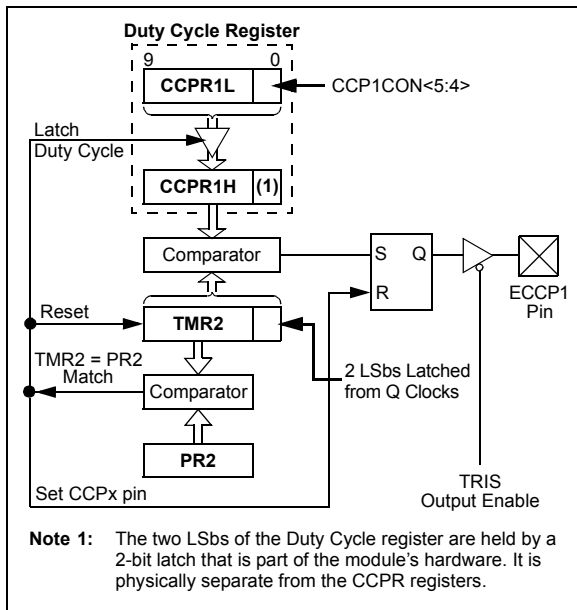 Duty Cycle Register
9 0
CCPR1L
CCP1CON<5:4>
Latch
Duty Cycle
CCPR1H (1)
Comparator
S Q
R
ECCP1
Pin
Reset
TMR2
TMR2 = PR2
Match
2 LSbs Latched
from Q Clocks
Comparator
PR2
Set CCPx pin
TRIS
Output Enable
Note 1: The two LSbs of the Duty Cycle register are held by a
2-bit latch that is part of the module's hardware. It is
physically separate from the CCPR registers.